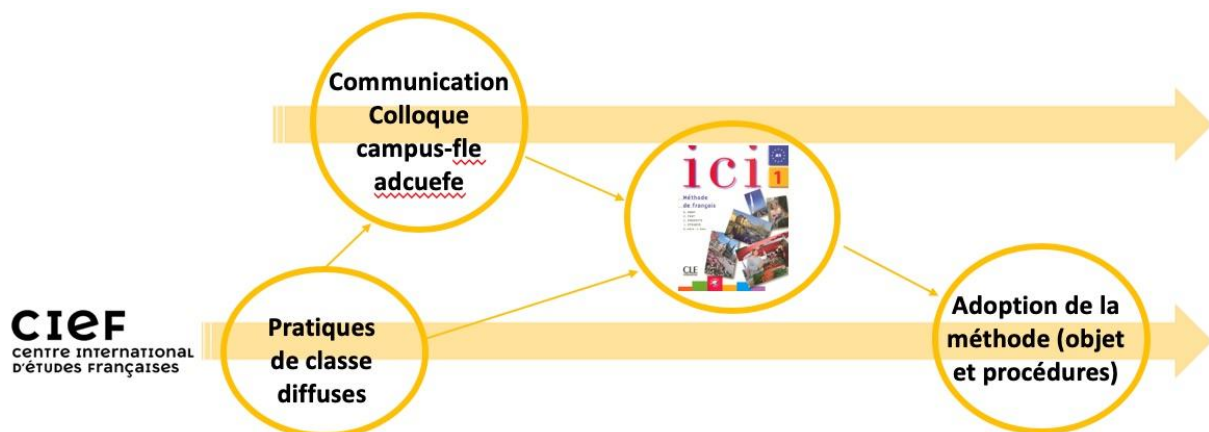 Communication
Colloque
campus-fle
adcuefe
ici
1
Méthode
de français
CLE
Pratiques
de classe
diffuses
Adoption de la
méthode (objet
et procédures)
CIEF
CENTRE INTERNATIONAL
D'ÉTUDES FRANÇAISES